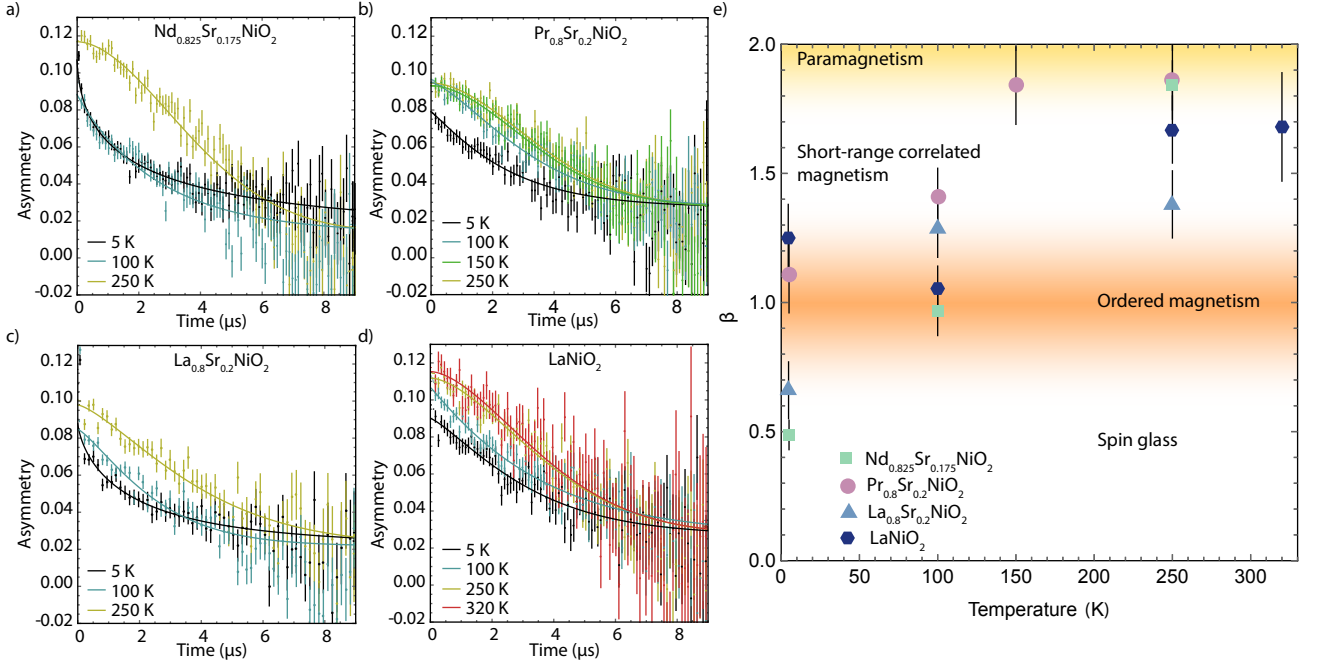 a)
Nd0.825Sr0.175NiO2
Asymmetry
0.12
0.10
0.08
0.06
0.04
0.02
0.00
-0.02
5 K
100 K
250 K
0 2 4 6 8
Time (μs)
b)
Pr0.8Sr0.2NiO2
Asymmetry
0.12
0.10
0.08
0.06
0.04
0.02
0.00
-0.02
5 K
100 K
150 K
250 K
0 2 4 6 8
Time (μs)
c)
La0.8Sr0.2NiO2
Asymmetry
0.12
0.10
0.08
0.06
0.04
0.02
0.00
-0.02
5 K
100 K
250 K
0 2 4 6 8
Time (μs)
d)
LaNiO2
Asymmetry
0.12
0.10
0.08
0.06
0.04
0.02
0.00
-0.02
5 K
100 K
250 K
320 K
0 2 4 6 8
Time (μs)
e)
β
2.0
1.5
1.0
0.5
0.0
Paramagnetism
Short-range correlated
magnetism
Ordered magnetism
Spin glass
Nd0.825Sr0.175NiO2
Pr0.8Sr0.2NiO2
La0.8Sr0.2NiO2
LaNiO2
0 50 100 150 200 250 300
Temperature (K)